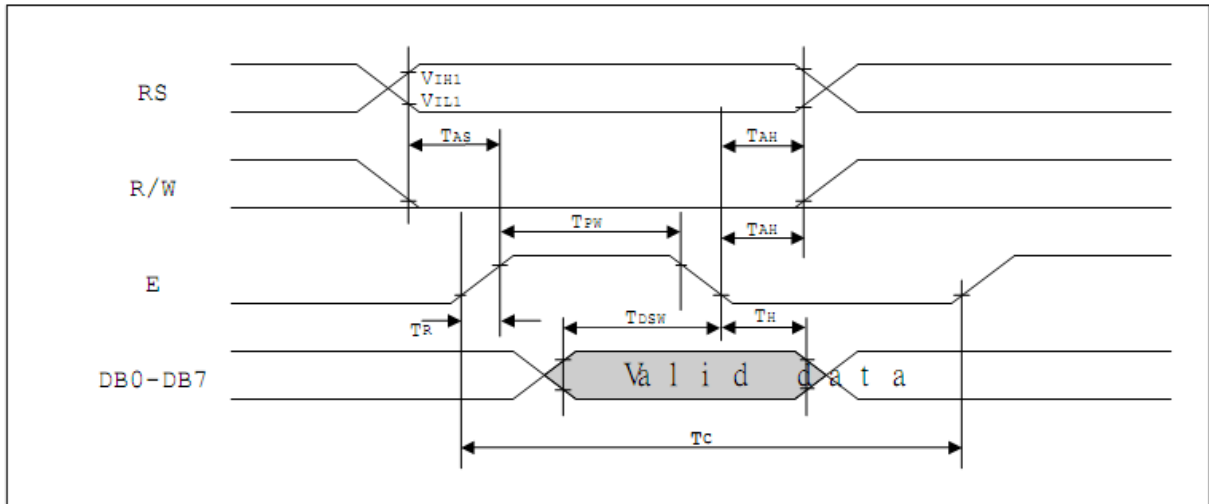 RS
VIH1
VIL1
TAS
TAH
R/W
TPW
TAH
E
TR
TDSW
TH
DB0-DB7
Valid data
TC